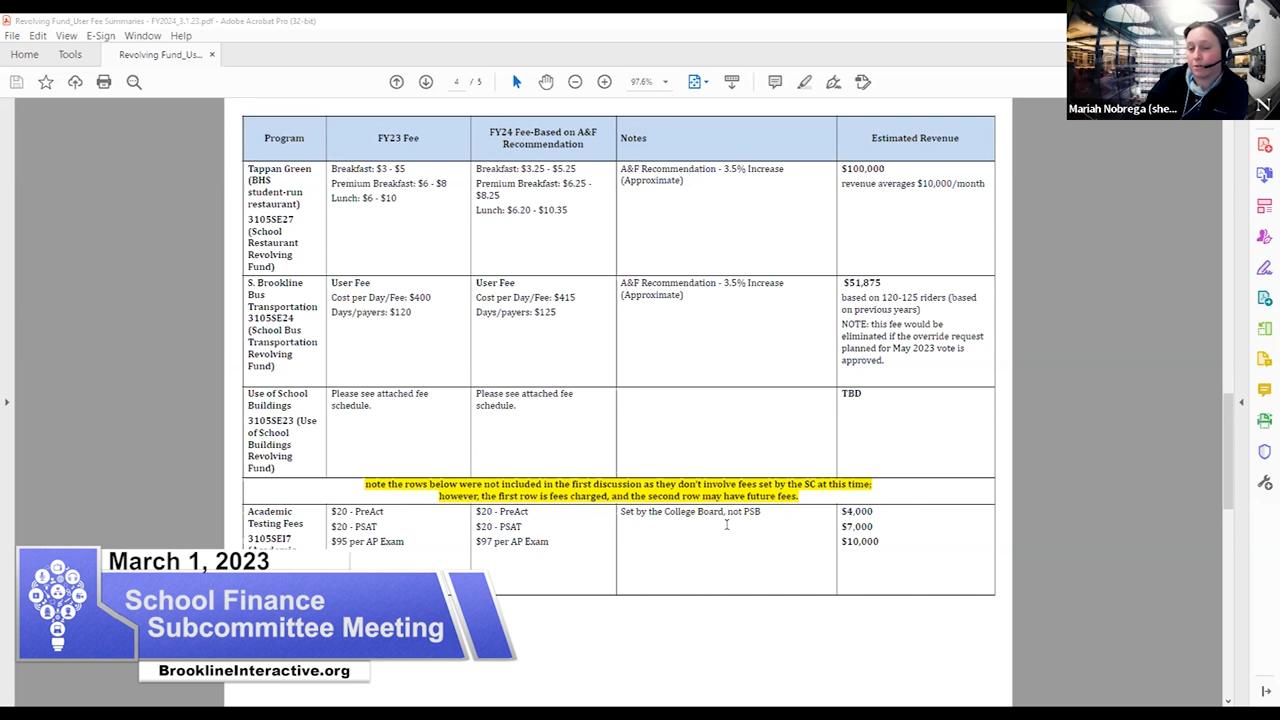 Revolving Fund_User Fee Summaries - FY2024_3.1.23.pdf - Adobe Acrobat Pro (32-bit)
File Edit View E-Sign Window Help
Home Tools Revolving Fund_Us... ×
4 / 5 97.6%
Mariah Nobrega (she...
N
Program FY23 Fee FY24 Fee-Based on A&F Recommendation Notes Estimated Revenue
Tappan Green
(BHS
student-run
restaurant)
3105SE27
(School
Restaurant
Revolving
Fund)
Breakfast: $3 - $5
Premium Breakfast: $6 - $8
Lunch: $6 - $10
Breakfast: $3.25 - $5.25
Premium Breakfast: $6.25 -
$8.25
Lunch: $6.20 - $10.35
A&F Recommendation - 3.5% Increase
(Approximate)
$100,000
revenue averages $10,000/month
S. Brookline
Bus
Transportation
3105SE24
(School Bus
Transportation
Revolving
Fund)
User Fee
Cost per Day/Fee: $400
Days/payers: $120
User Fee
Cost per Day/Fee: $415
Days/payers: $125
A&F Recommendation - 3.5% Increase
(Approximate)
$51,875
based on 120-125 riders (based
on previous years)
NOTE: this fee would be
eliminated if the override request
planned for May 2023 vote is
approved.
Use of School
Buildings
3105SE23 (Use
of School
Buildings
Revolving
Fund)
Please see attached fee
schedule.
Please see attached fee
schedule.
TBD
note the rows below were not included in the first discussion as they don't involve fees set by the SC at this time;
however, the first row is fees charged, and the second row may have future fees.
Academic
Testing Fees
3105SEI7
$20 - PreAct
$20 - PSAT
$95 per AP Exam
$20 - PreAct
$20 - PSAT
$97 per AP Exam
Set by the College Board, not PSB
$4,000
$7,000
$10,000
March 1, 2023
School Finance
Subcommittee Meeting
BrooklineInteractive.org